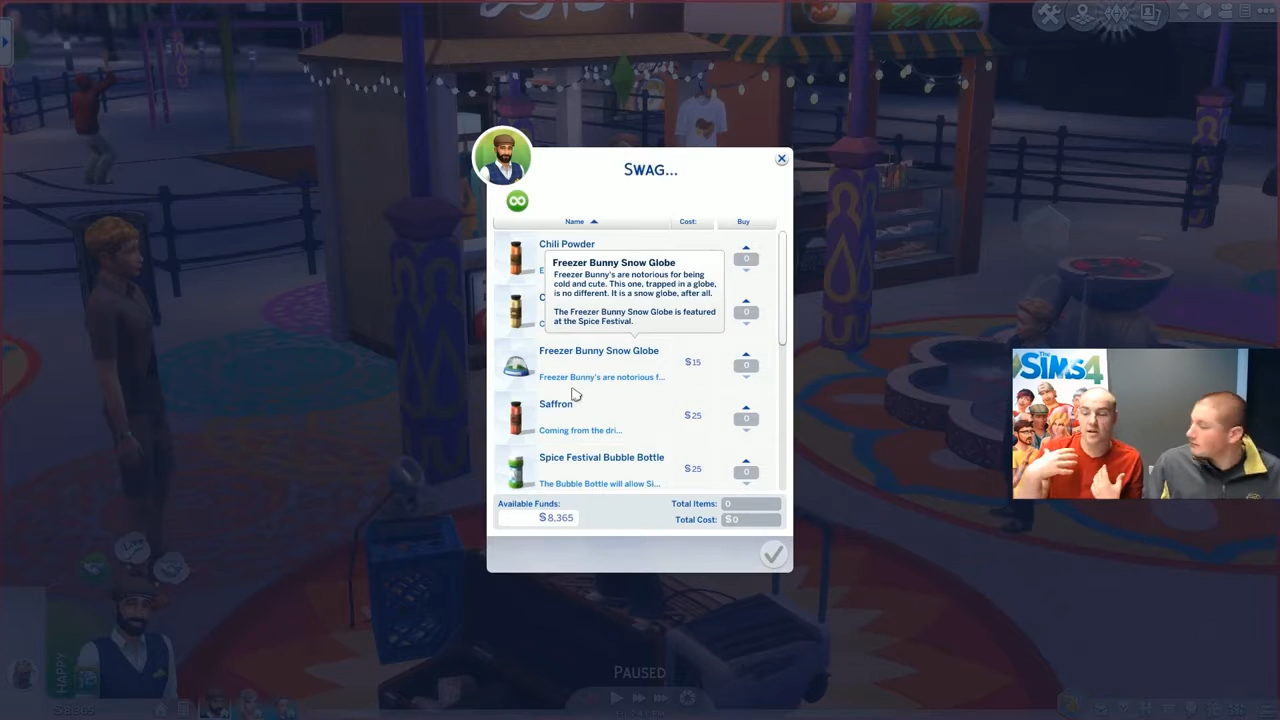 SWAG...
Name
Cost:
Buy
Chili Powder
0
Freezer Bunny Snow Globe
Freezer Bunny's are notorious for being
cold and cute. This one, trapped in a globe,
is no different. It is a snow globe, after all.
The Freezer Bunny Snow Globe is featured
at the Spice Festival.
0
Freezer Bunny Snow Globe
$15
0
Freezer Bunny's are notorious f...
Saffron
$25
0
Coming from the dri...
Spice Festival Bubble Bottle
$25
0
The Bubble Bottle will allow Si...
Available Funds:
$8,365
Total Items: 0
Total Cost: $0
The
SIMS4
HAPPY
PAUSED